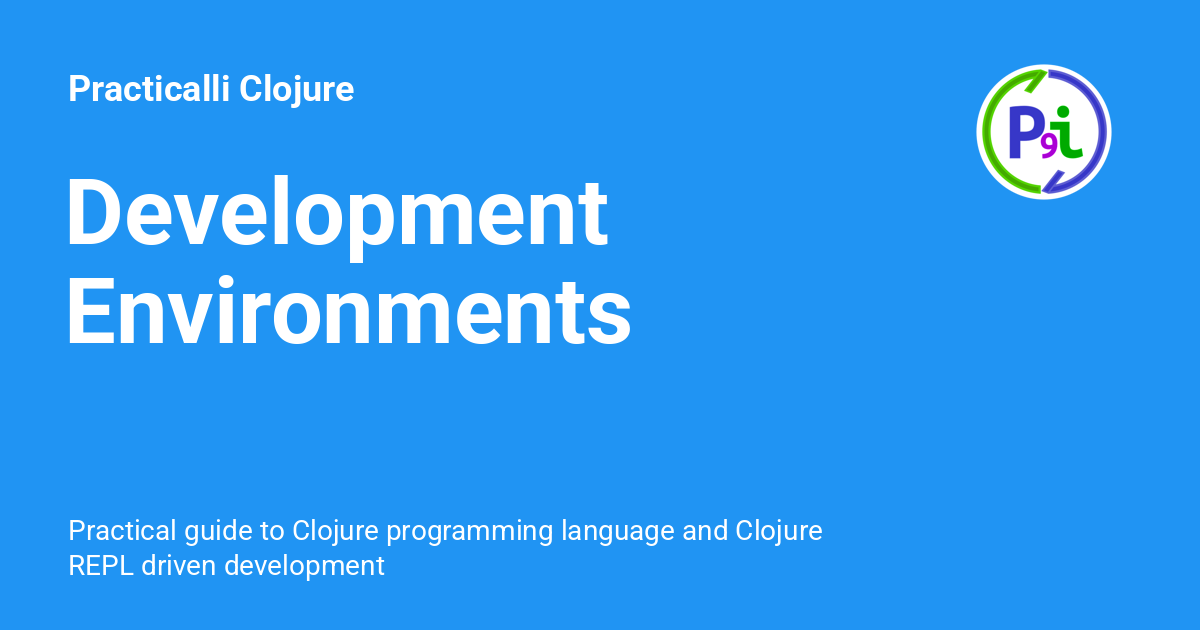 Practicalli Clojure
P9i
Development
Environments
Practical guide to Clojure programming language and Clojure
REPL driven development